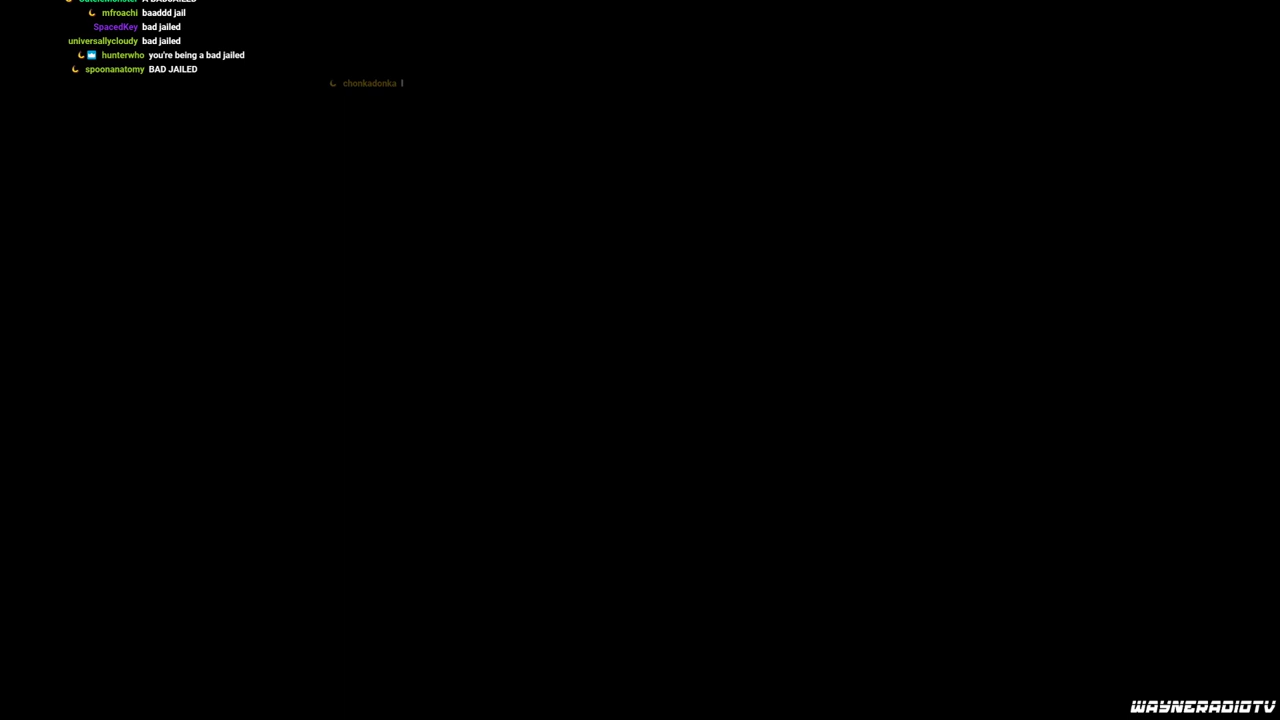 A BADJAILED
mfroachi baaddd jail
SpacedKey bad jailed
universallycloudy bad jailed
hunterwho you're being a bad jailed
spoonanatomy BAD JAILED
chonkadonka I
WAYNERADIOTV